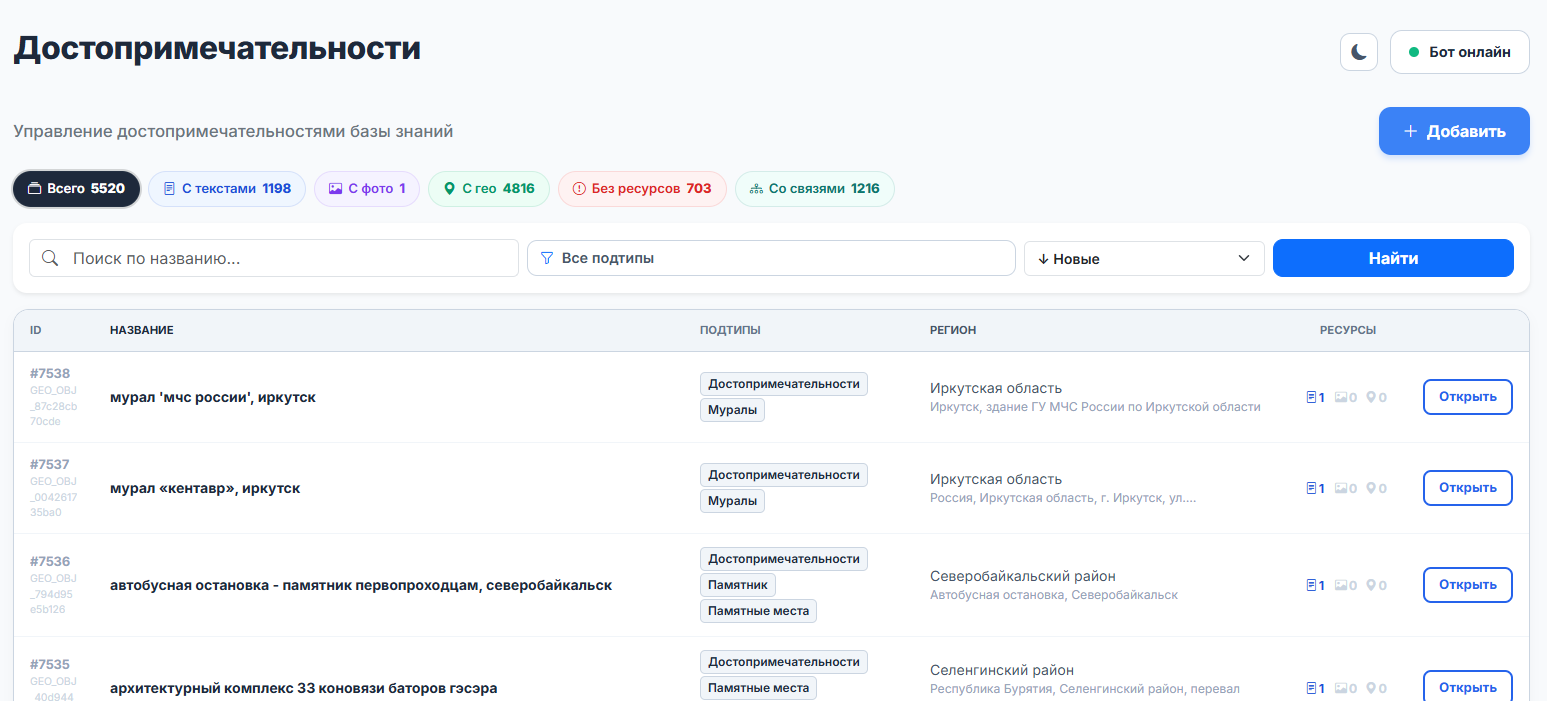 Достопримечательности
Бот онлайн
Управление достопримечательностями базы знаний
+ Добавить
Всего 5520 С текстами 1198 С фото 1 С гео 4816 Без ресурсов 703 Со связями 1216
Поиск по названию... Все подтипы ↓ Новые Найти
ID НАЗВАНИЕ ПОДТИПЫ РЕГИОН РЕСУРСЫ
#7538
GEO_OBJ
_87c28cb
70cde
мурал 'мчс россии', иркутск
Достопримечательности
Муралы
Иркутская область
Иркутск, здание ГУ МЧС России по Иркутской области
1 0 0
Открыть
#7537
GEO_OBJ
_0042617
35ba0
мурал «кентавр», иркутск
Достопримечательности
Муралы
Иркутская область
Россия, Иркутская область, г. Иркутск, ул....
1 0 0
Открыть
#7536
GEO_OBJ
_794d95
e5b126
автобусная остановка - памятник первопроходцам, северобайкальск
Достопримечательности
Памятник
Памятные места
Северобайкальский район
Автобусная остановка, Северобайкальск
1 0 0
Открыть
#7535
GEO_OBJ
_40d944
архитектурный комплекс 33 коновязи баторов гэсэра
Достопримечательности
Памятные места
Селенгинский район
Республика Бурятия, Селенгинский район, перевал
1 0 0
Открыть